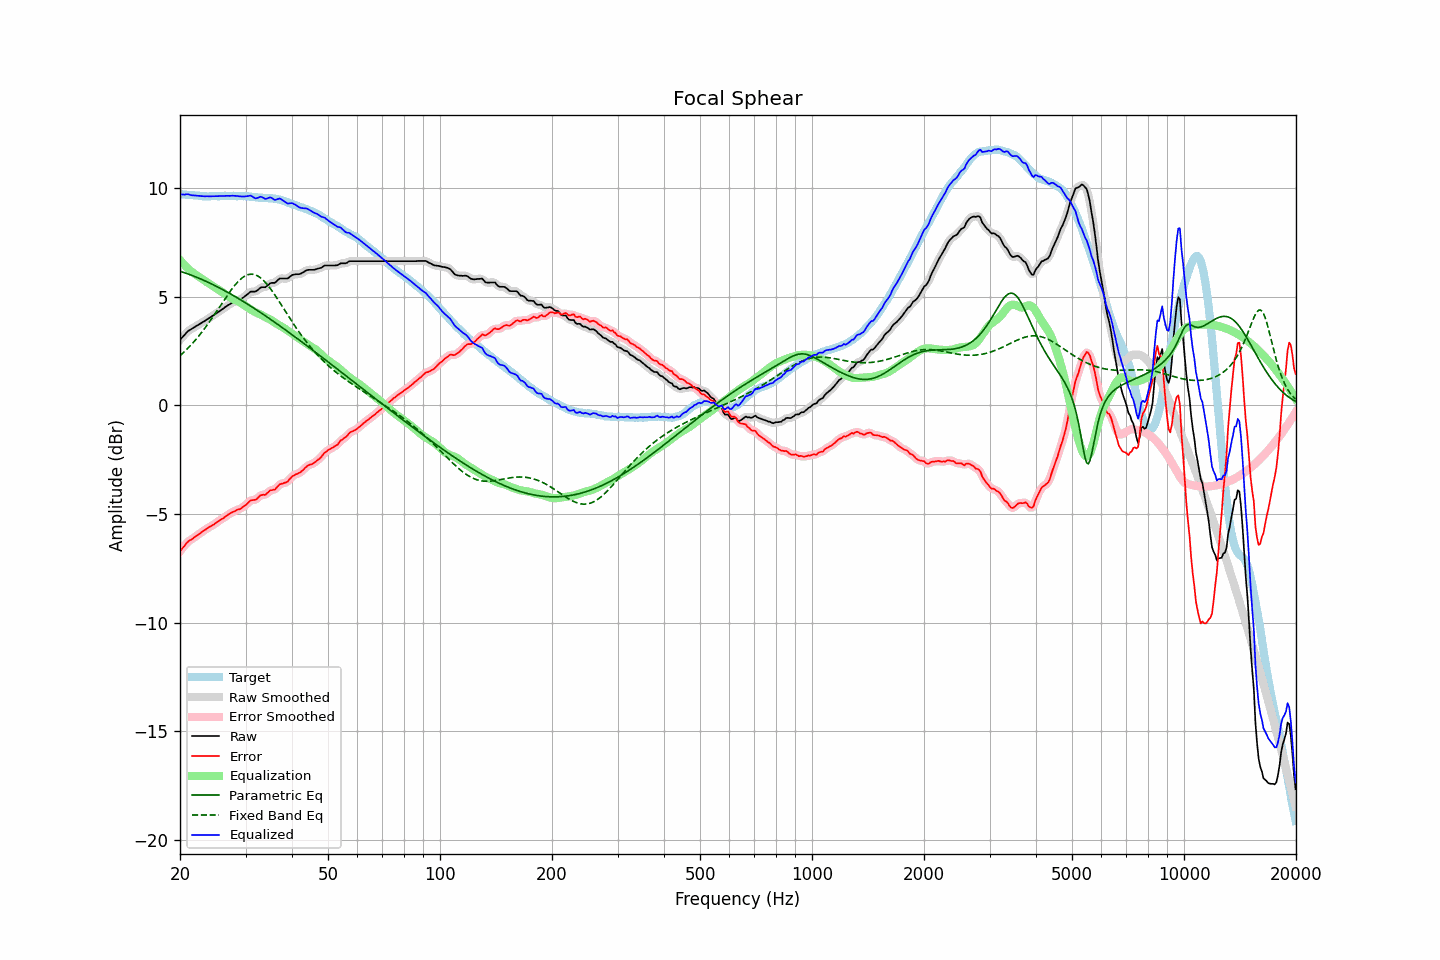 Focal Sphear
Amplitude (dBr)
10
5
0
−5
−10
−15
−20
Target
Raw Smoothed
Error Smoothed
Raw
Error
Equalization
Parametric Eq
Fixed Band Eq
Equalized
20 50 100 200 500 1000 2000 5000 10000 20000
Frequency (Hz)